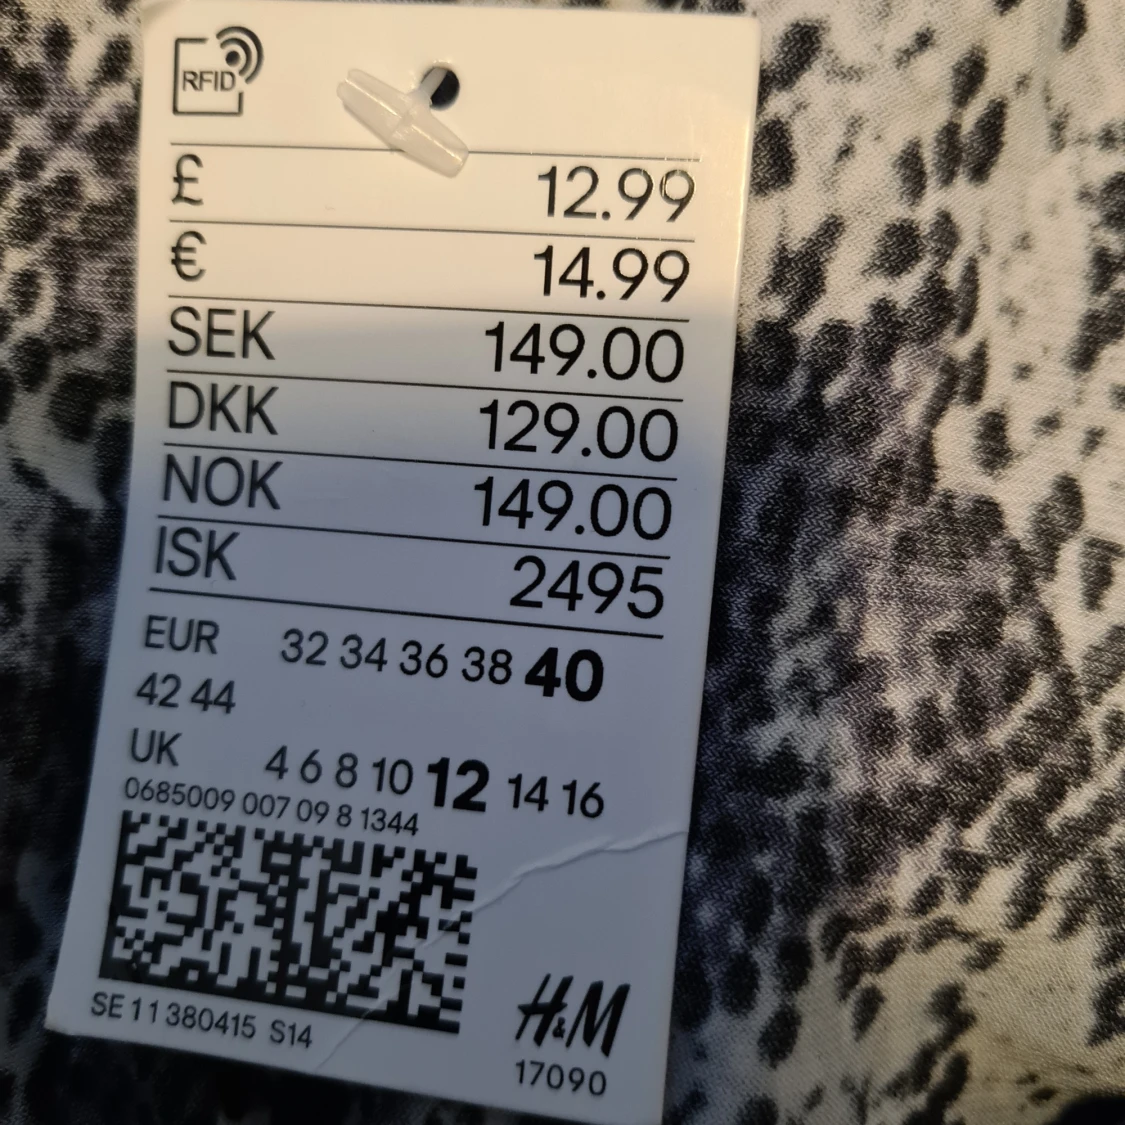 RFID
£ 12.99
€ 14.99
SEK 149.00
DKK 129.00
NOK 149.00
ISK 2495
EUR 32 34 36 38 40
42 44
UK 4 6 8 10 12 14 16
0685009 007 09 8 1344
SE 1 1 380415 S14
H&M
17090